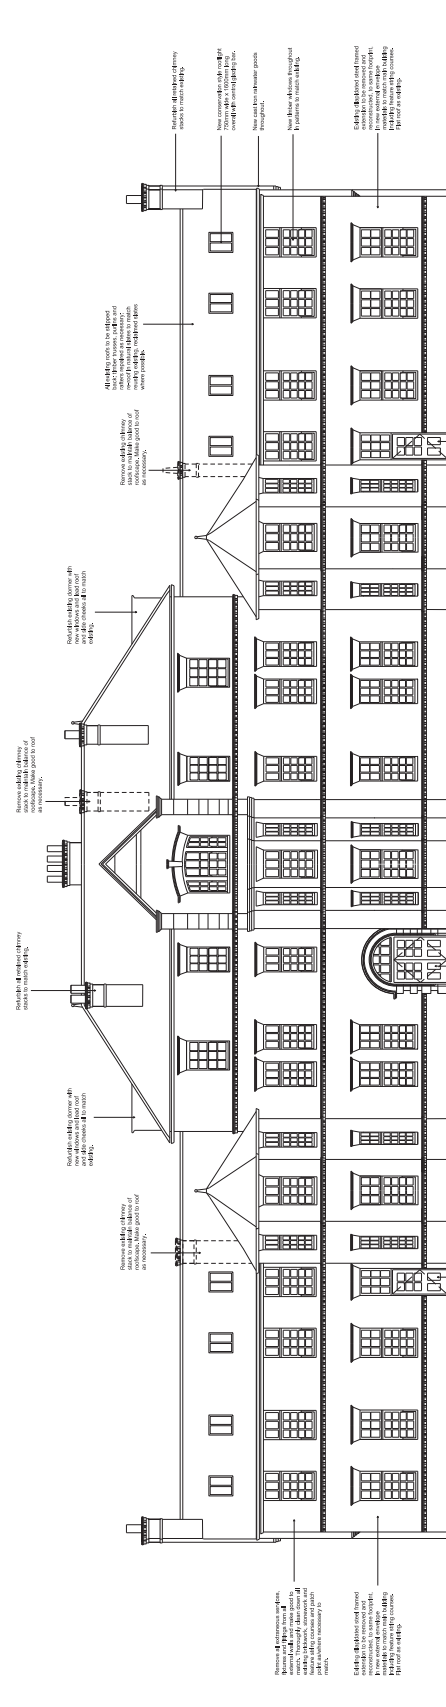 Refurbish all retained chimney
stacks to match existing.
Remove existing chimney
stack to maintain balance of
roofscape. Make good to roof
as necessary.
Refurbish existing dormer with
new windows and lead roof
and side cheeks all to match
existing.
Refurbish existing dormer with
new windows and lead roof
and side cheeks all to match
existing.
All existing roofs to be stripped
back; timber trusses, purlins and
rafters repaired as necessary;
re-roof in natural slates to match
reusing existing, reclaimed slates
where possible.
Remove existing chimney
stack to maintain balance of
roofscape. Make good to roof
as necessary.
Remove existing chimney
stack to maintain balance of
roofscape. Make good to roof
as necessary.
Refurbish all retained chimney
stacks to match existing.
New conservation style rooflight
wide x long
overall with central glazing bar.
New cast iron rainwater goods
throughout.
New timber windows throughout
in patterns to match existing.
Remove all extraneous services,
fixtures and fittings from all
external walls and make good to
match. Thoroughly clean down all
existing brickwork, stonework and
feature string courses and patch
point as/where necessary to
match.
Existing dilapidated steel framed
extension to be removed and
reconstructed, to same footprint,
in new external envelope
materials to match main building
including feature string courses.
Flat roof as existing.
Existing dilapidated steel framed
extension to be removed and
reconstructed, to same footprint,
in new external envelope
materials to match main building
including feature string courses.
Flat roof as existing.